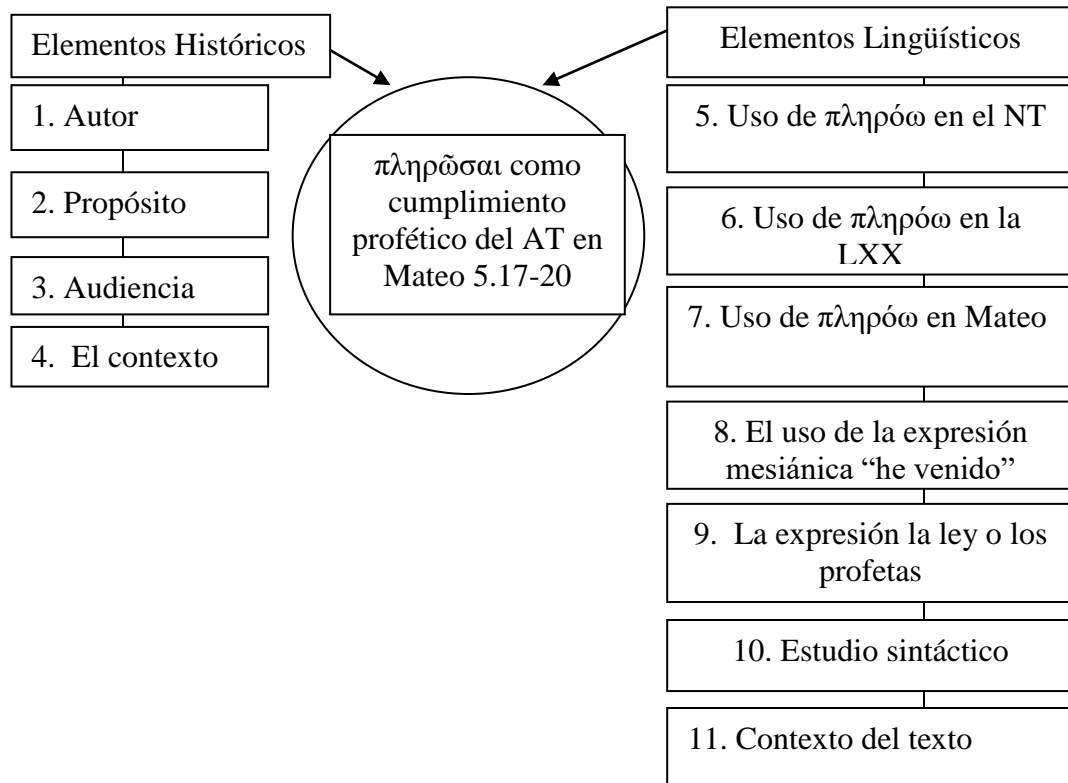 Elementos Históricos
1. Autor
2. Propósito
3. Audiencia
4. El contexto
πληρῶσαι como
cumplimiento
profético del AT en
Mateo 5.17-20
Elementos Lingüísticos
5. Uso de πληρόω en el NT
6. Uso de πληρόω en la
LXX
7. Uso de πληρόω en Mateo
8. El uso de la expresión
mesiánica “he venido”
9. La expresión la ley o los
profetas
10. Estudio sintáctico
11. Contexto del texto